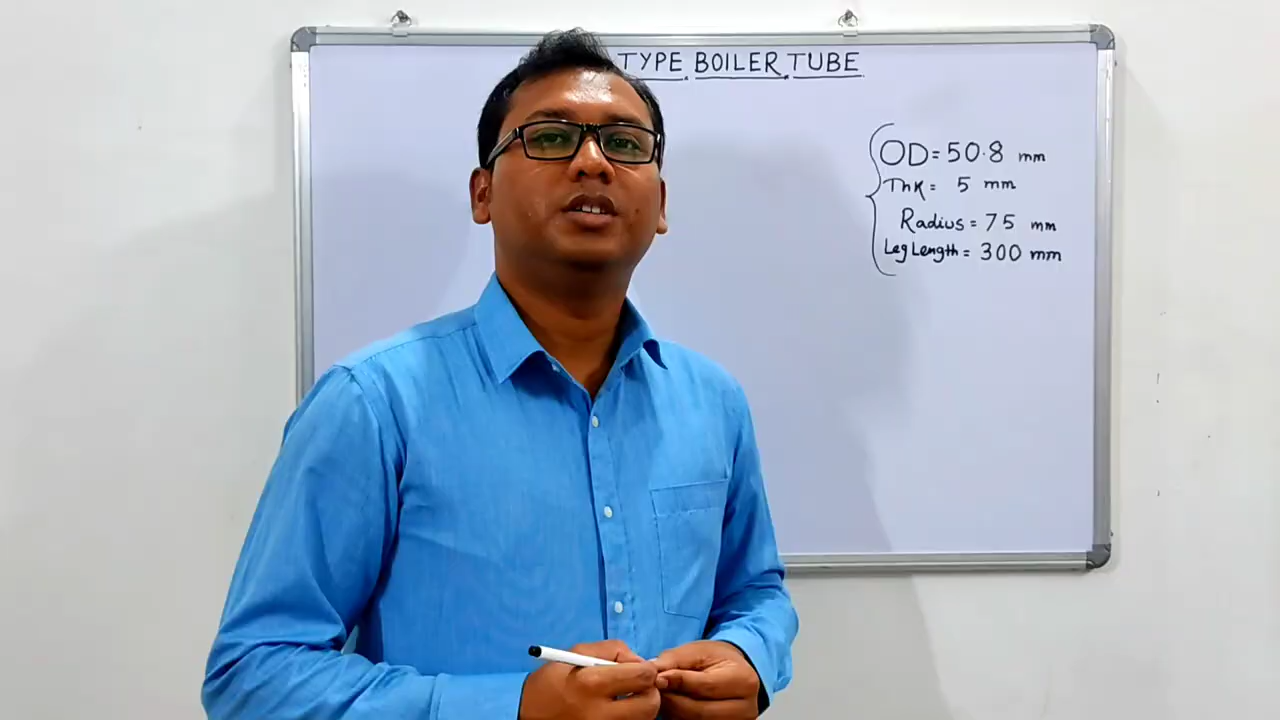 TYPE BOILER TUBE
OD = 50.8 mm
Thk = 5 mm
Radius = 75 mm
Leg Length = 300 mm